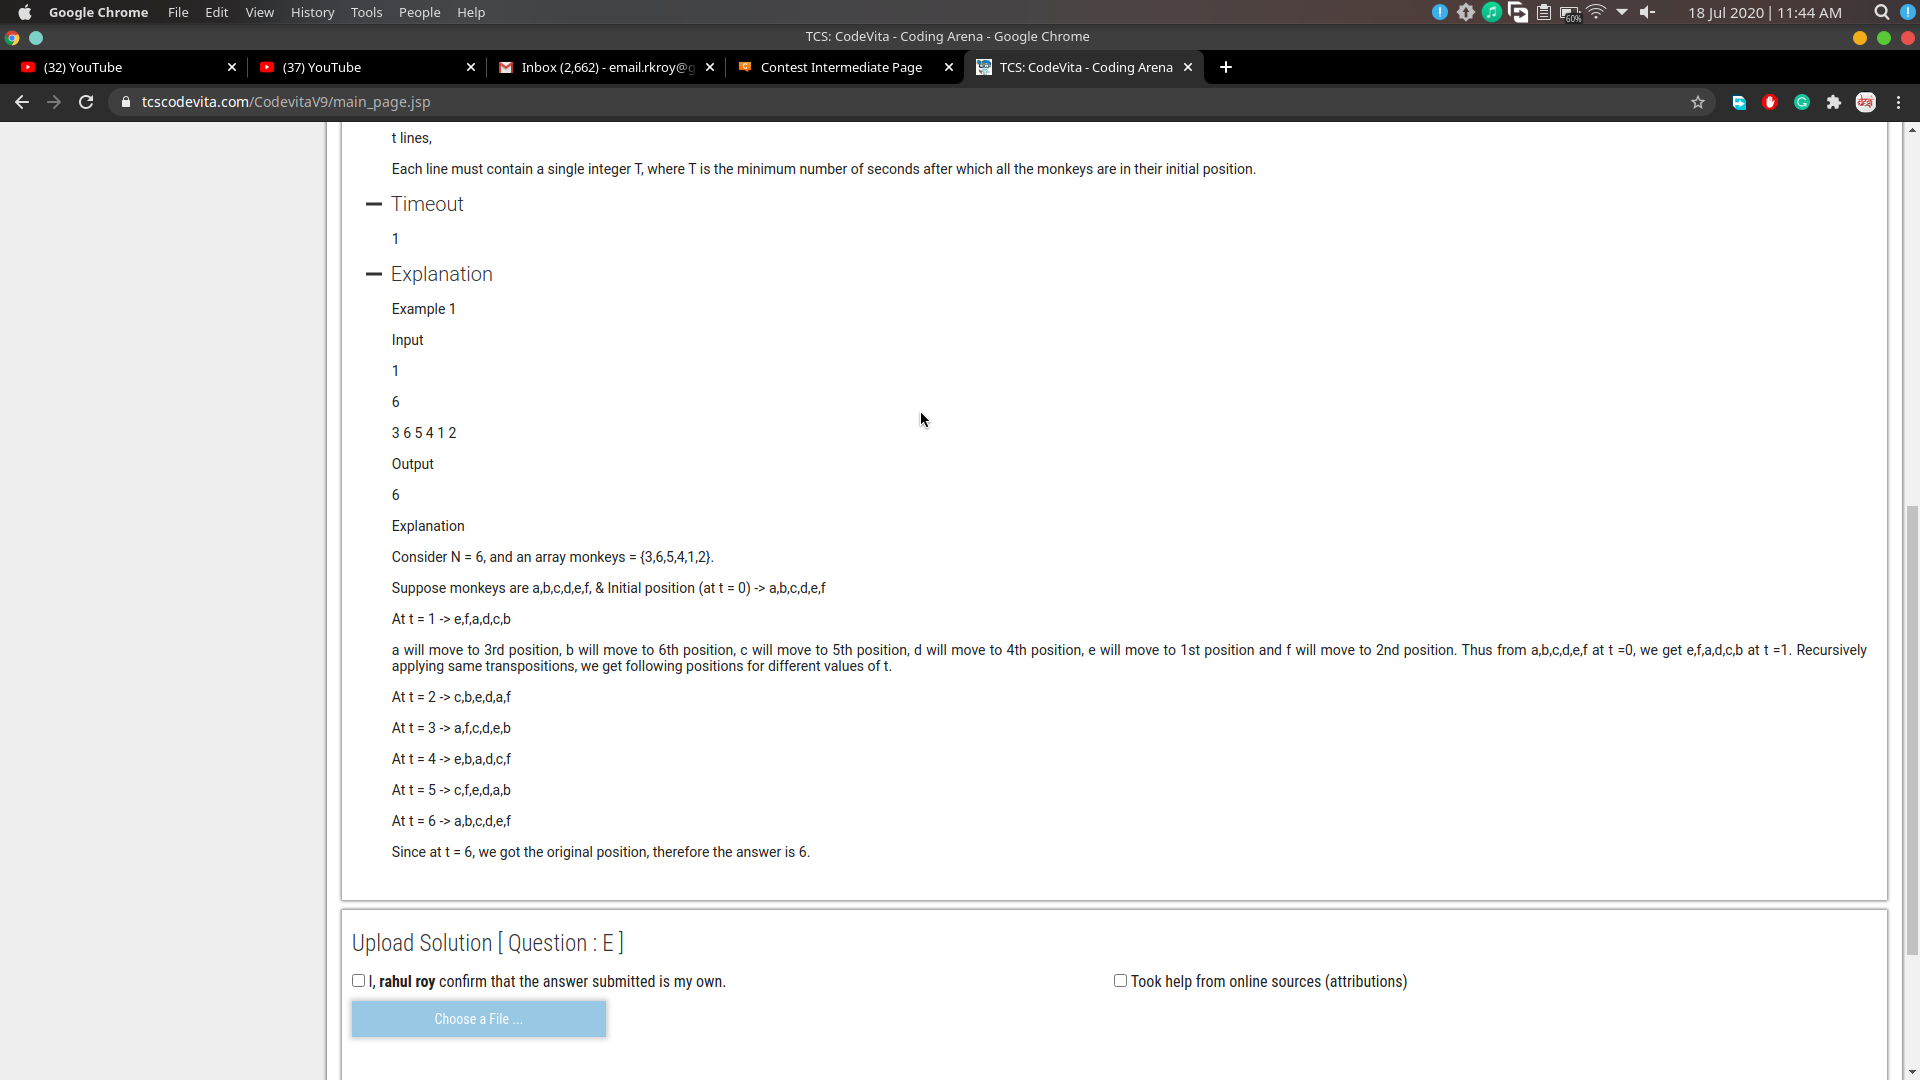 Google Chrome File Edit View History Tools People Help 60% 18 Jul 2020 | 11:44 AM
TCS: CodeVita - Coding Arena - Google Chrome
(32) YouTube (37) YouTube Inbox (2,662) - email.rkroy@g Contest Intermediate Page TCS: CodeVita - Coding Arena
tcscodevita.com/CodevitaV9/main_page.jsp
t lines,
Each line must contain a single integer T, where T is the minimum number of seconds after which all the monkeys are in their initial position.
Timeout
1
Explanation
Example 1
Input
1
6
3 6 5 4 1 2
Output
6
Explanation
Consider N = 6, and an array monkeys = {3,6,5,4,1,2}.
Suppose monkeys are a,b,c,d,e,f, & Initial position (at t = 0) -> a,b,c,d,e,f
At t = 1 -> e,f,a,d,c,b
a will move to 3rd position, b will move to 6th position, c will move to 5th position, d will move to 4th position, e will move to 1st position and f will move to 2nd position. Thus from a,b,c,d,e,f at t =0, we get e,f,a,d,c,b at t =1. Recursively
applying same transpositions, we get following positions for different values of t.
At t = 2 -> c,b,e,d,a,f
At t = 3 -> a,f,c,d,e,b
At t = 4 -> e,b,a,d,c,f
At t = 5 -> c,f,e,d,a,b
At t = 6 -> a,b,c,d,e,f
Since at t = 6, we got the original position, therefore the answer is 6.
Upload Solution [ Question : E ]
I, rahul roy confirm that the answer submitted is my own. Took help from online sources (attributions)
Choose a File ...